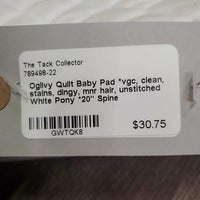 The Tack Collector
789498-22
Ogilvy Quilt Baby Pad *vgc, clean,
stains, dingy, mnr hair, unstitched
White Pony *20" Spine
GWTQK8
$30.75